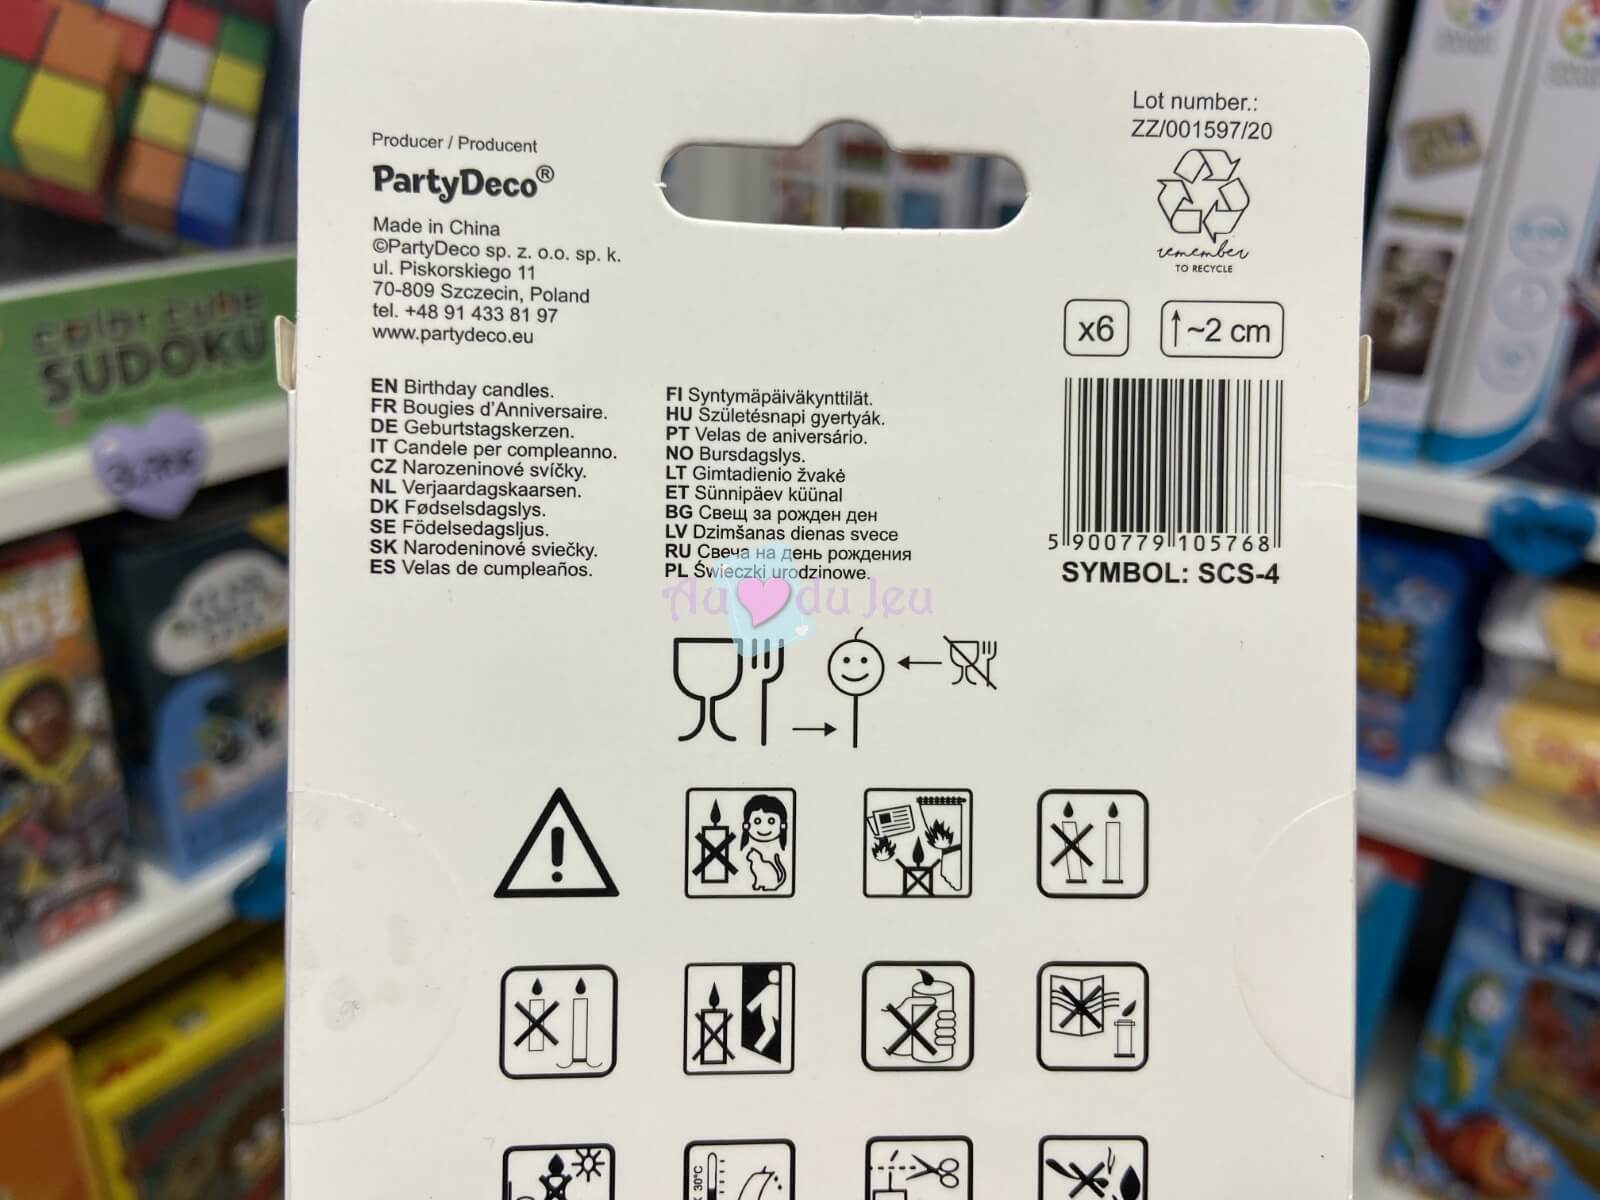 Lot number.:
ZZ/001597/20
Producer / Producent
PartyDeco®
Made in China
©PartyDeco sp. z. o.o. sp. k.
ul. Piskorskiego 11
70-809 Szczecin, Poland
tel. +48 91 433 81 97
www.partydeco.eu
remember
TO RECYCLE
x6
~2 cm
EN Birthday candles.
FR Bougies d'Anniversaire.
DE Geburtstagskerzen.
IT Candele per compleanno.
CZ Narozeninové svíčky.
NL Verjaardagskaarsen.
DK Fødselsdagslys.
SE Födelsedagsljus.
SK Narodeninové sviečky.
ES Velas de cumpleaños.
FI Syntymäpäiväkynttilät.
HU Születésnapi gyertyák.
PT Velas de aniversário.
NO Bursdagslys.
LT Gimtadienio žvakė
ET Sünnipäev küünal
BG Свещ за рожден ден
LV Dzimšanas dienas svece
RU Свеча на день рождения
PL Świeczki urodzinowe.
5 900779 105768
SYMBOL: SCS-4
Au du Jeu
color cube
SUDOKU
30°C